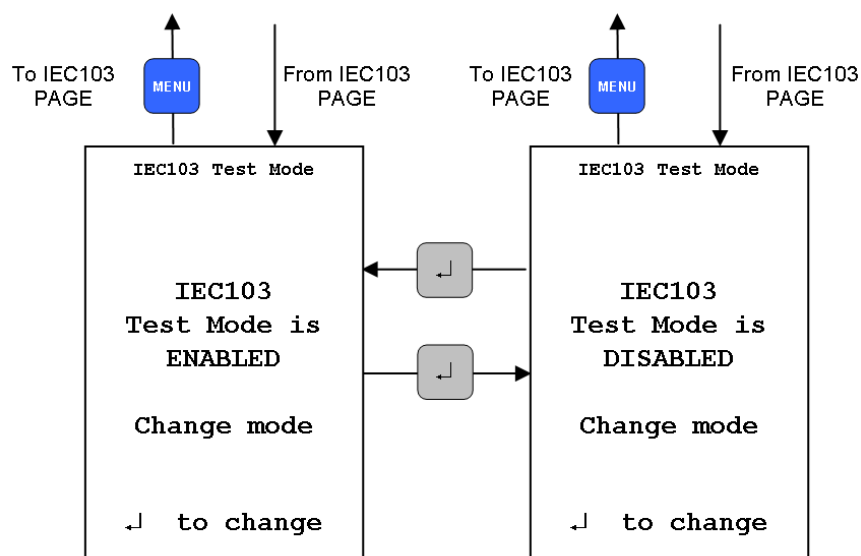 To IEC103
PAGE
MENU
From IEC103
PAGE
To IEC103
PAGE
MENU
From IEC103
PAGE
IEC103 Test Mode
IEC103
Test Mode is
ENABLED
Change mode
↵ to change
↵
↵
IEC103 Test Mode
IEC103
Test Mode is
DISABLED
Change mode
↵ to change